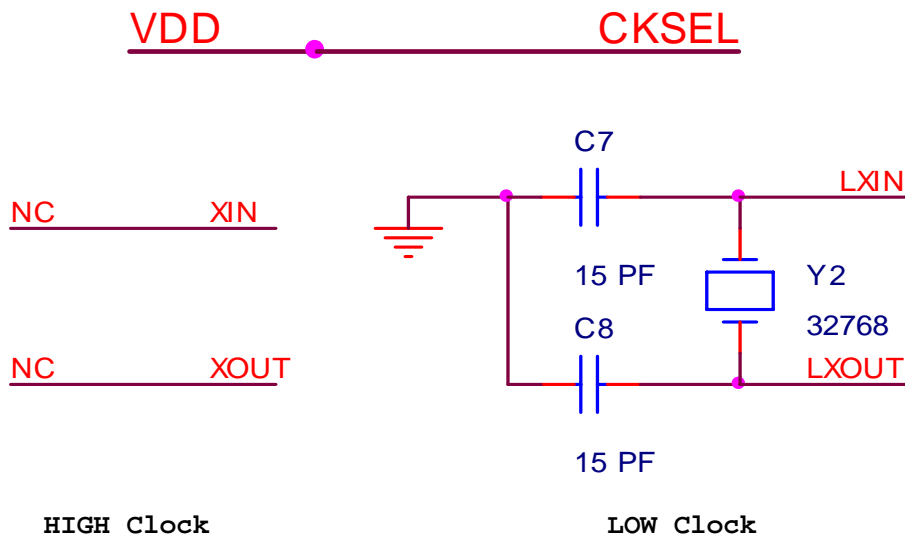 VDD CKSEL
C7
LXIN
NC XIN
15 PF
Y2
C8
32768
NC XOUT
LXOUT
15 PF
HIGH Clock
LOW Clock